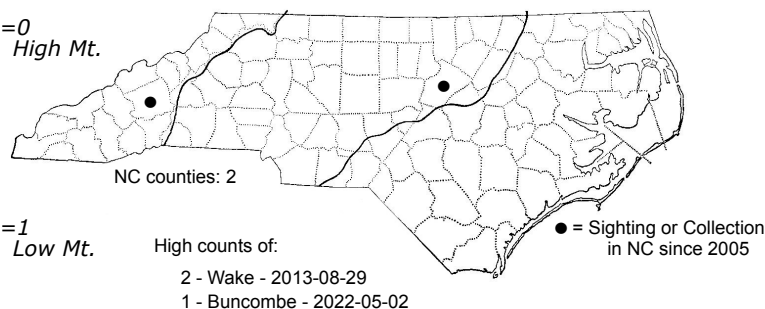 =0
High Mt.
NC counties: 2
=1
Low Mt.
High counts of:
2 - Wake - 2013-08-29
1 - Buncombe - 2022-05-02
● = Sighting or Collection
in NC since 2005